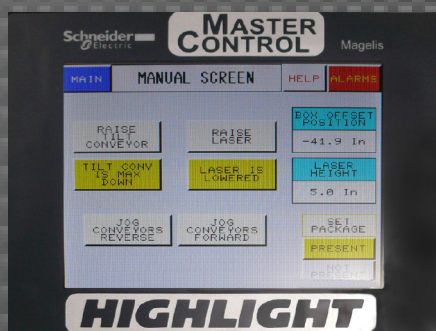 Schneider
Electric
MASTER
CONTROL
Magelis
MAIN
MANUAL SCREEN
HELP
ALARMS
RAISE
TILT
CONVEYOR
RAISE
LASER
BOX OFFSET
POSITION
-41.9 In
TILT CONV
IS MAX
DOWN
LASER IS
LOWERED
LASER
HEIGHT
5.0 In
JOG
CONVEYORS
REVERSE
JOG
CONVEYORS
FORWARD
SET
PACKAGE
PRESENT
NOT
PRESENT
HIGHLIGHT